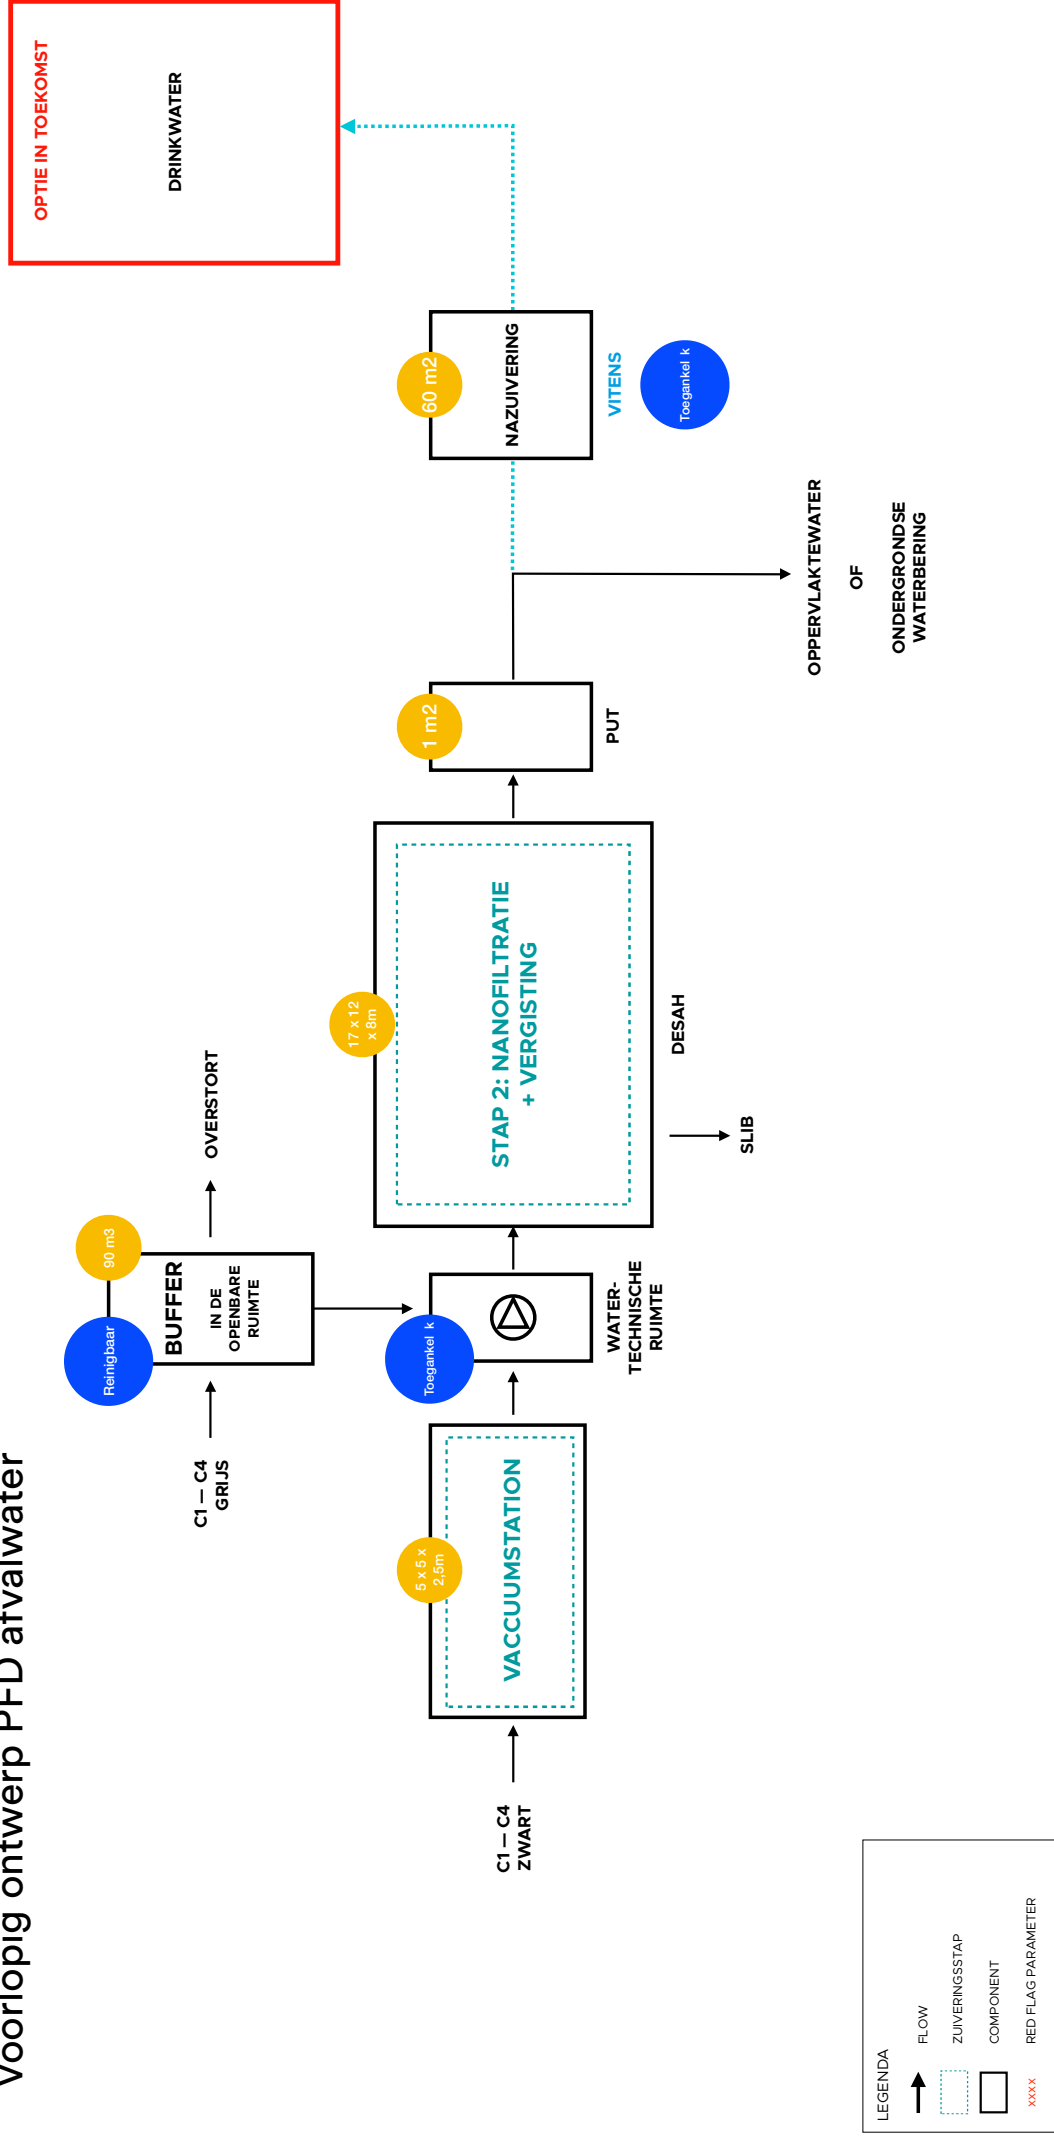 Voorlopig ontwerp PFD afvalwater
OPTIE IN TOEKOMST
DRINKWATER
Reinigbaar
90 m3
BUFFER
IN DE
OPENBARE
RUIMTE
C1 — C4
GRIJS
OVERSTORT
C1 — C4
ZWART
5 x 5 x
2,5m
VACCUUMSTATION
Toegankel k
WATER-
TECHNISCHE
RUIMTE
17 x 12
x 8m
STAP 2: NANOFILTRATIE
+ VERGISTING
DESAH
SLIB
1 m2
PUT
60 m2
NAZUIVERING
VITENS
Toegankel k
OPPERVLAKTEWATER
OF
ONDERGRONDSE
WATERBERING
LEGENDA
FLOW
ZUIVERINGSSTAP
COMPONENT
xxxx RED FLAG PARAMETER